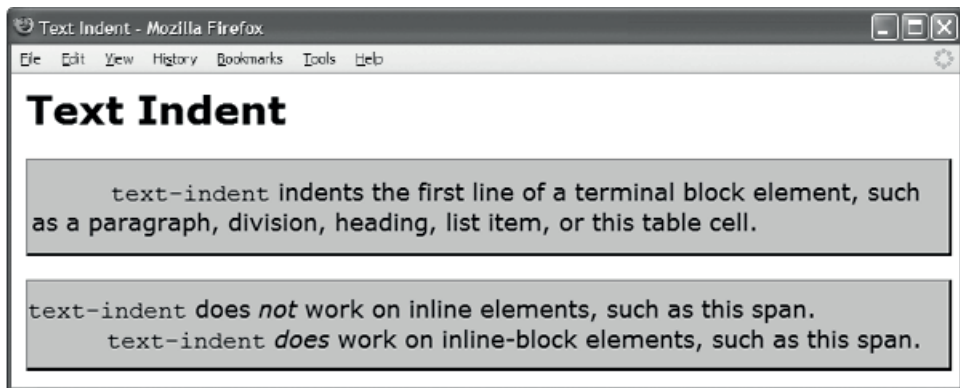 Text Indent - Mozilla Firefox
File Edit View History Bookmarks Tools Help
Text Indent
text-indent indents the first line of a terminal block element, such
as a paragraph, division, heading, list item, or this table cell.
text-indent does not work on inline elements, such as this span.
text-indent does work on inline-block elements, such as this span.